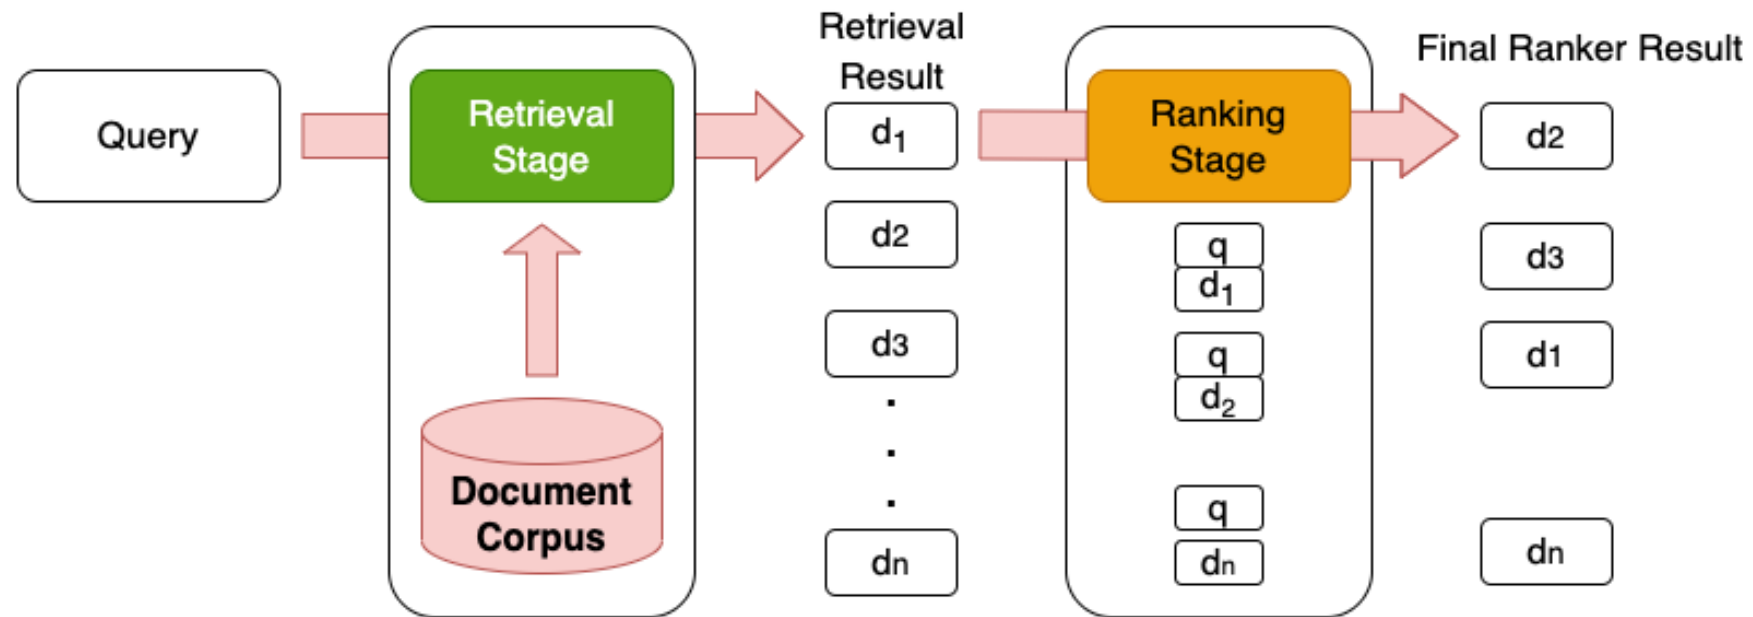 Query
Retrieval
Stage
Document
Corpus
Retrieval
Result
d₁
d2
d3
.
.
.
dn
Ranking
Stage
q
d₁
q
d₂
q
dn
Final Ranker Result
d2
d3
d1
dn